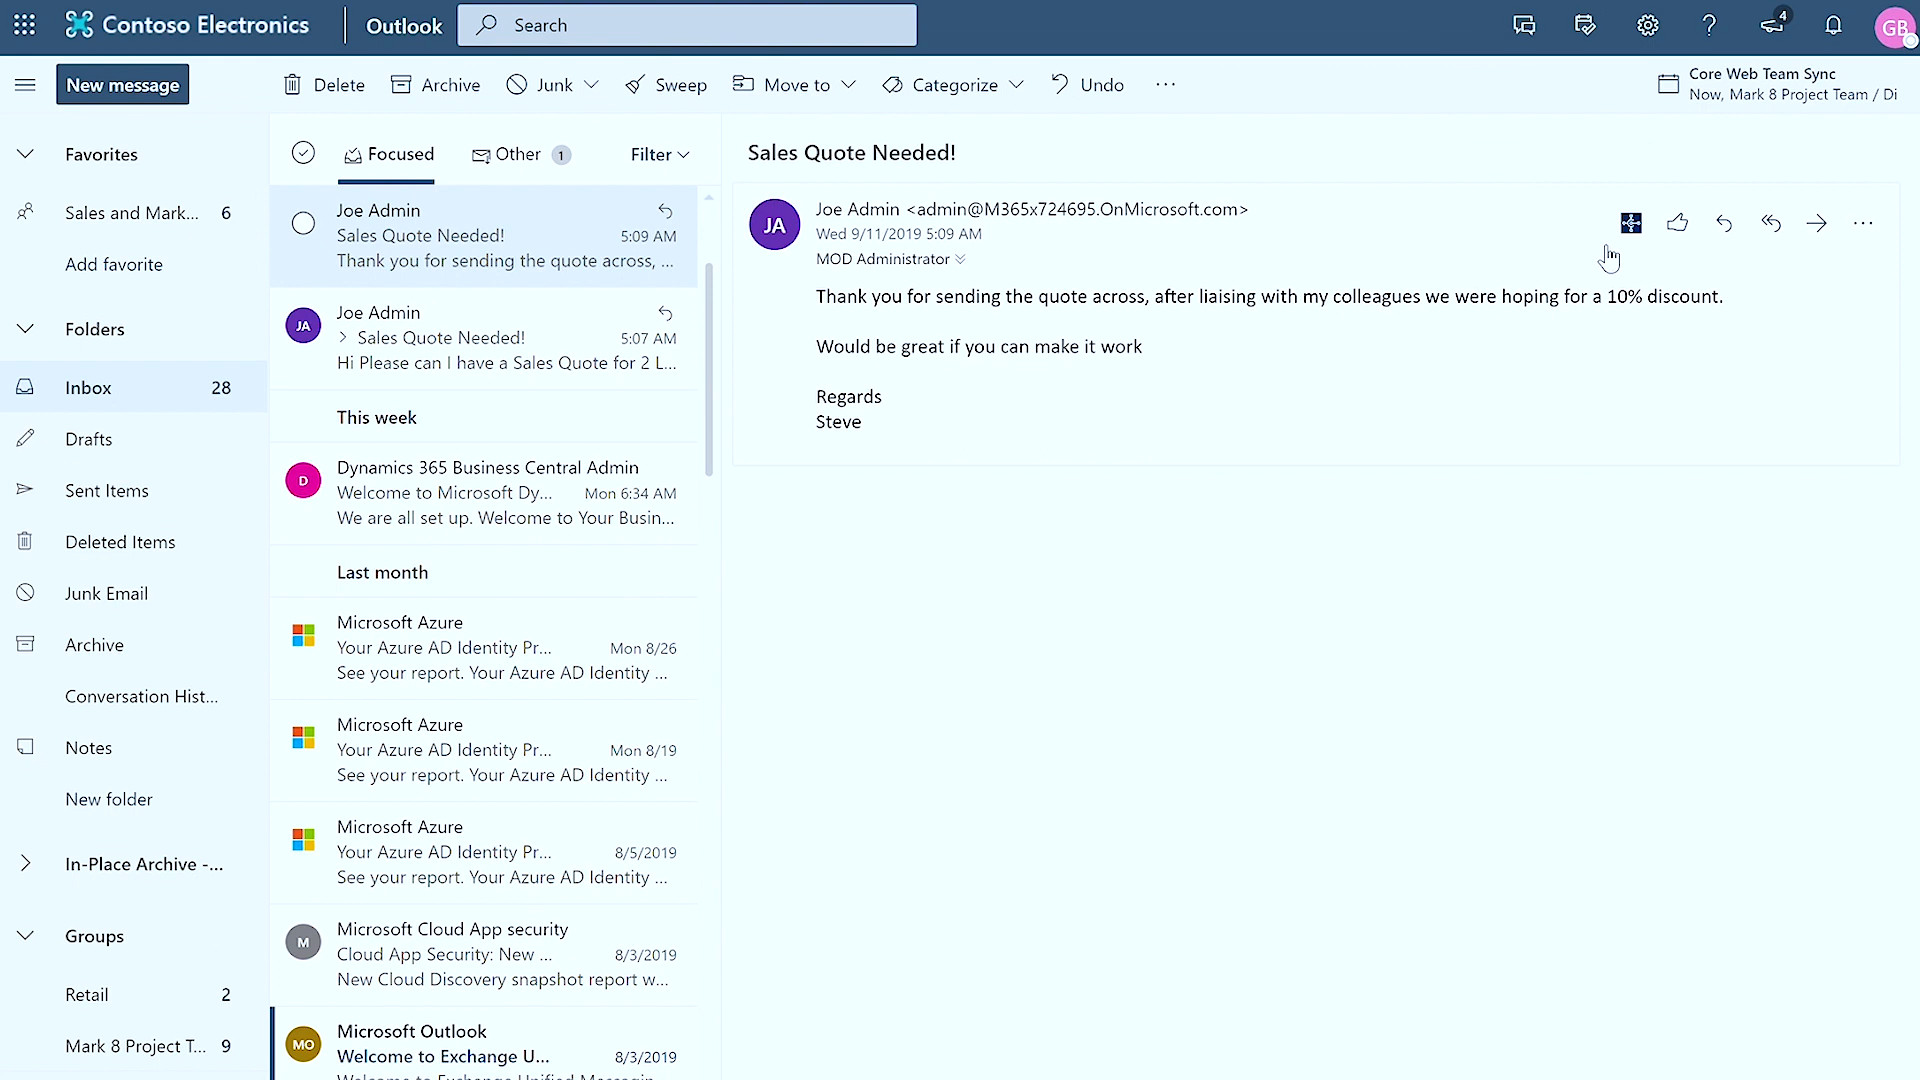 Contoso Electronics
Outlook
Search
4
GB
New message
Delete
Archive
Junk
Sweep
Move to
Categorize
Undo
Core Web Team Sync
Now, Mark 8 Project Team / Di
Favorites
Sales and Mark... 6
Add favorite
Folders
Inbox 28
Drafts
Sent Items
Deleted Items
Junk Email
Archive
Conversation Hist...
Notes
New folder
In-Place Archive -...
Groups
Retail 2
Mark 8 Project T... 9
Focused
Other 1
Filter
Joe Admin
Sales Quote Needed! 5:09 AM
Thank you for sending the quote across, ...
JA
Joe Admin
> Sales Quote Needed! 5:07 AM
Hi Please can I have a Sales Quote for 2 L...
This week
D
Dynamics 365 Business Central Admin
Welcome to Microsoft Dy... Mon 6:34 AM
We are all set up. Welcome to Your Busin...
Last month
Microsoft Azure
Your Azure AD Identity Pr... Mon 8/26
See your report. Your Azure AD Identity ...
Microsoft Azure
Your Azure AD Identity Pr... Mon 8/19
See your report. Your Azure AD Identity ...
Microsoft Azure
Your Azure AD Identity Pr... 8/5/2019
See your report. Your Azure AD Identity ...
M
Microsoft Cloud App security
Cloud App Security: New ... 8/3/2019
New Cloud Discovery snapshot report w...
MO
Microsoft Outlook
Welcome to Exchange U... 8/3/2019
Welcome to Exchange Unified Messagin
Sales Quote Needed!
JA
Joe Admin <admin@M365x724695.OnMicrosoft.com>
Wed 9/11/2019 5:09 AM
MOD Administrator
Thank you for sending the quote across, after liaising with my colleagues we were hoping for a 10% discount.
Would be great if you can make it work
Regards
Steve